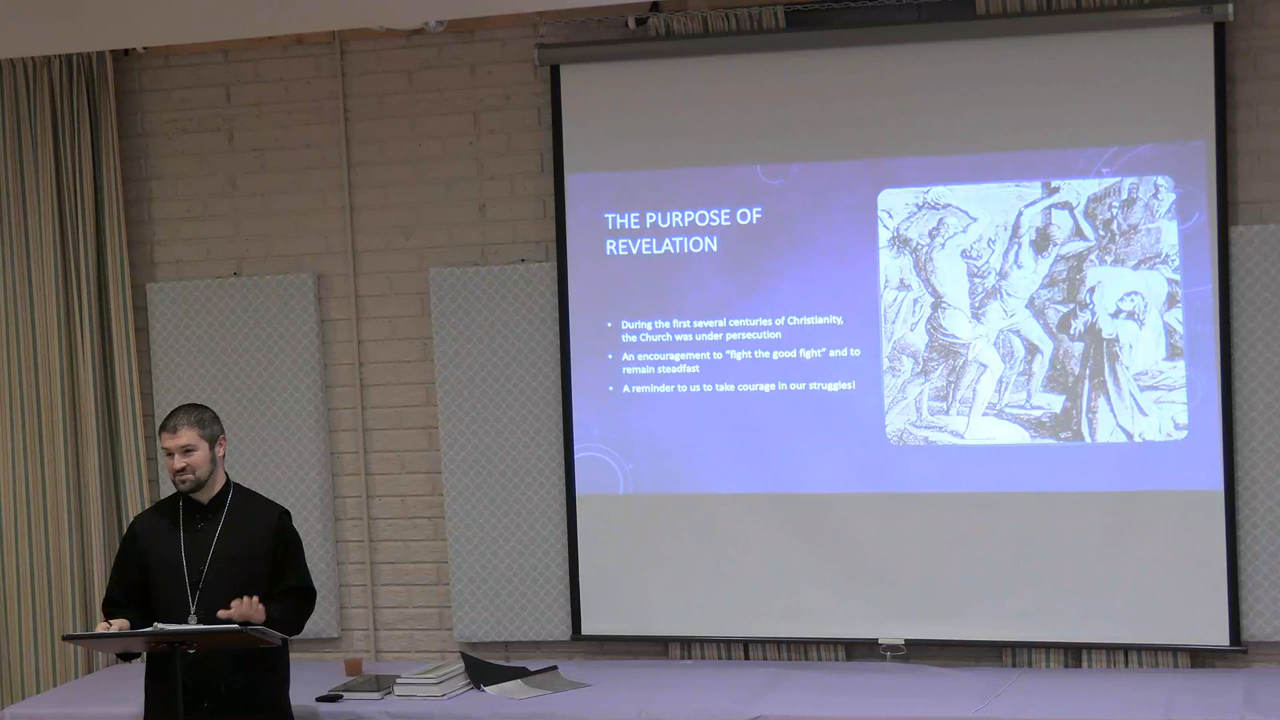 THE PURPOSE OF
REVELATION
• During the first several centuries of Christianity,
the Church was under persecution
• An encouragement to "fight the good fight" and to
remain steadfast
• A reminder to us to take courage in our struggles!